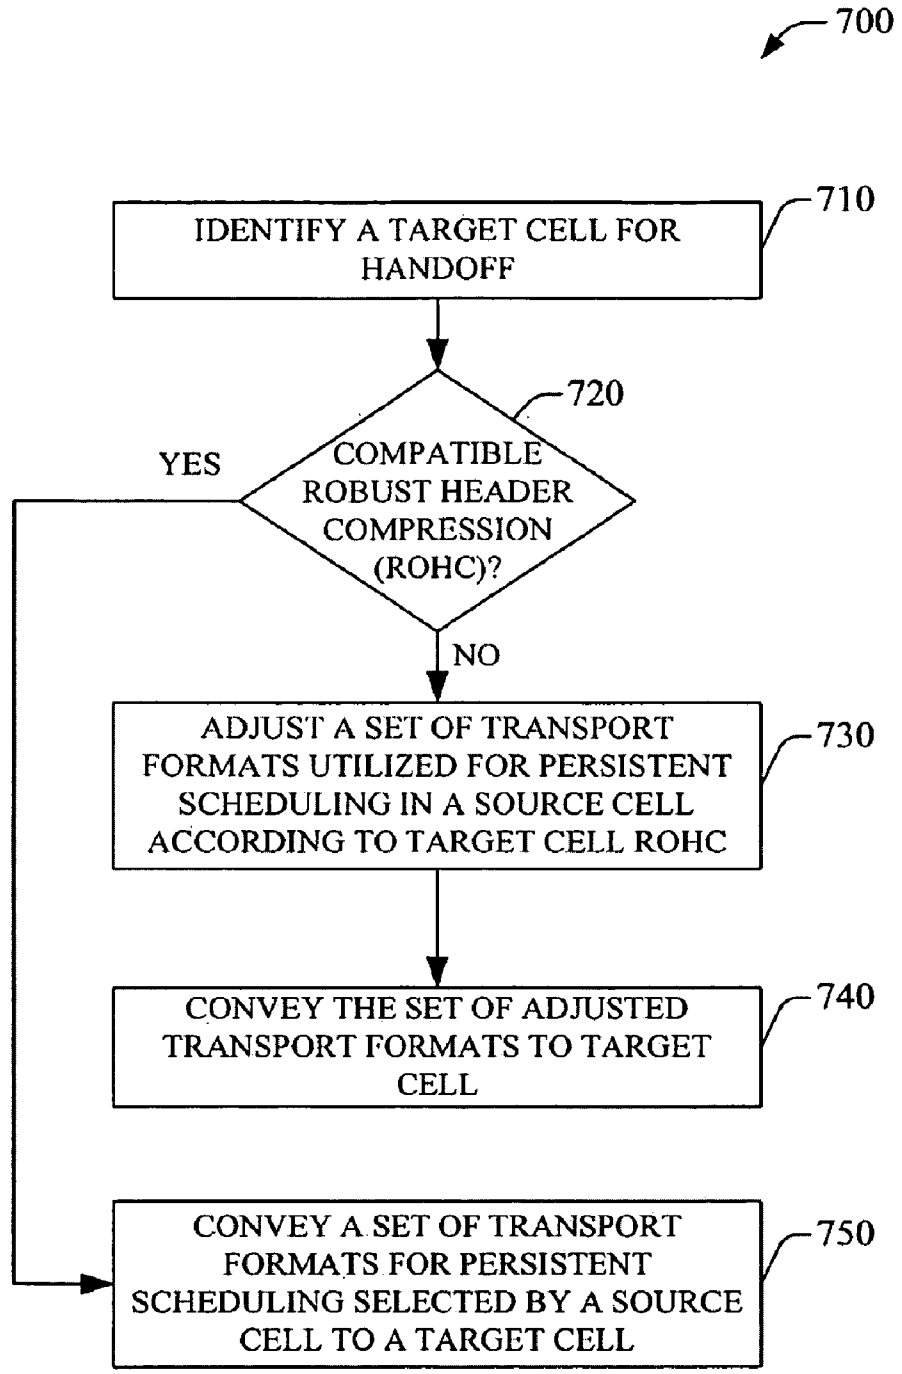 700
710
IDENTIFY A TARGET CELL FOR
HANDOFF
720
YES
COMPATIBLE
ROBUST HEADER
COMPRESSION
(ROHC)?
NO
730
ADJUST A SET OF TRANSPORT
FORMATS UTILIZED FOR PERSISTENT
SCHEDULING IN A SOURCE CELL
ACCORDING TO TARGET CELL ROHC
740
CONVEY THE SET OF ADJUSTED
TRANSPORT FORMATS TO TARGET
CELL
750
CONVEY A SET OF TRANSPORT
FORMATS FOR PERSISTENT
SCHEDULING SELECTED BY A SOURCE
CELL TO A TARGET CELL